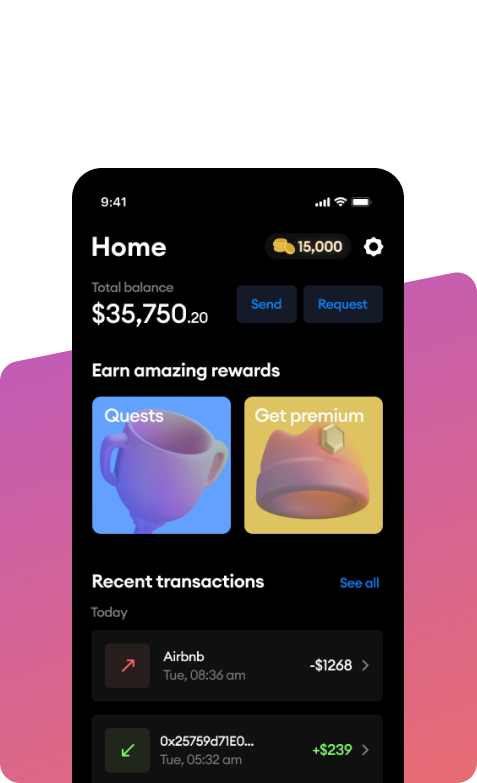 9:41
Home
15,000
Total balance
$35,750.20
Send
Request
Earn amazing rewards
Quests
Get premium
Recent transactions
See all
Today
Airbnb
-$1268
Tue, 08:36 am
0x25759d71E0...
+$239
Tue, 05:32 am